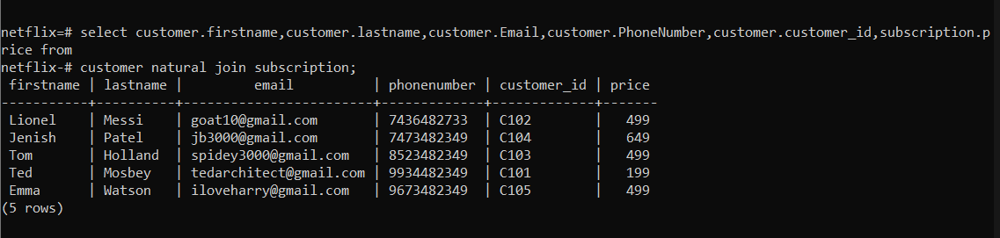 netflix=# select customer.firstname,customer.lastname,customer.Email,customer.PhoneNumber,customer.customer_id,subscription.p
rice from
netflix-# customer natural join subscription;
 firstname | lastname |         email          | phonenumber | customer_id | price
-----------+----------+------------------------+-------------+-------------+-------
 Lionel    | Messi    | goat10@gmail.com       | 7436482733  | C102        |   499
 Jenish    | Patel    | jb3000@gmail.com       | 7473482349  | C104        |   649
 Tom       | Holland  | spidey3000@gmail.com   | 8523482349  | C103        |   499
 Ted       | Mosbey   | tedarchitect@gmail.com | 9934482349  | C101        |   199
 Emma      | Watson   | iloveharry@gmail.com   | 9673482349  | C105        |   499
(5 rows)